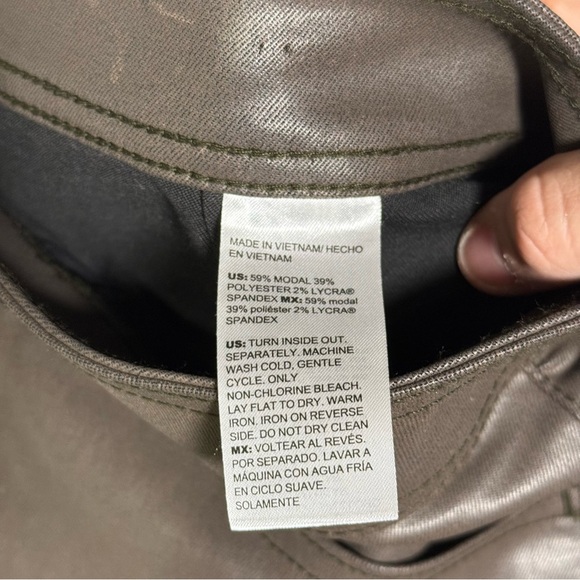 MADE IN VIETNAM/ HECHO
EN VIETNAM
US: 59% MODAL 39%
POLYESTER 2% LYCRA®
SPANDEX MX: 59% modal
39% poliéster 2% LYCRA®
SPANDEX
US: TURN INSIDE OUT.
SEPARATELY. MACHINE
WASH COLD, GENTLE
CYCLE. ONLY
NON-CHLORINE BLEACH.
LAY FLAT TO DRY. WARM
IRON. IRON ON REVERSE
SIDE. DO NOT DRY CLEAN
MX: VOLTEAR AL REVÉS.
POR SEPARADO. LAVAR A
MÁQUINA CON AGUA FRÍA
EN CICLO SUAVE.
SOLAMENTE